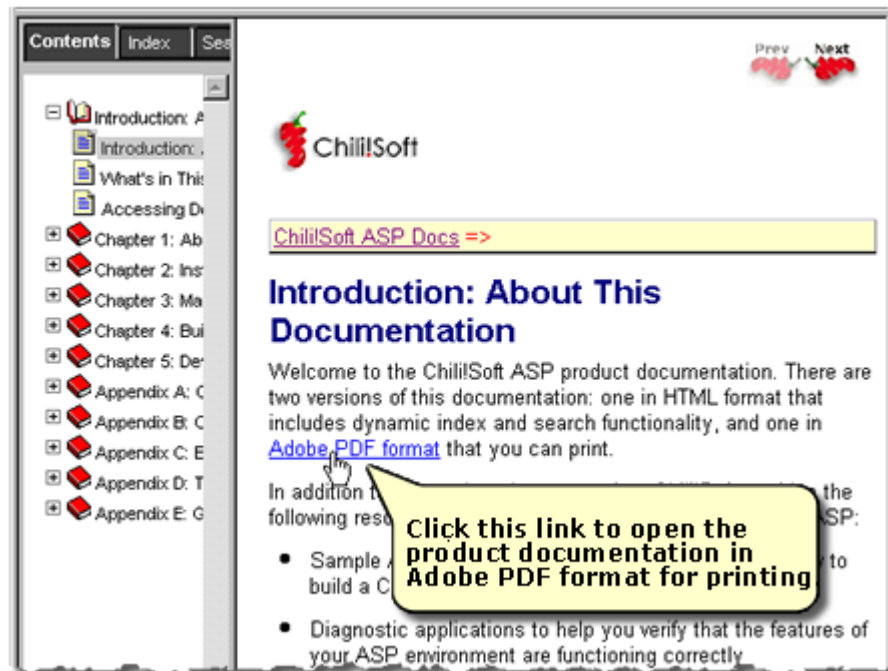 Contents Index Sea
Introduction: A
Introduction:
What's in This
Accessing D
Chapter 1: Ab
Chapter 2: Ins
Chapter 3: Ma
Chapter 4: Bui
Chapter 5: De
Appendix A: C
Appendix B: C
Appendix C: E
Appendix D: T
Appendix E: G
Prev Next
Chili!Soft
Chili!Soft ASP Docs =>
Introduction: About This
Documentation
Welcome to the Chili!Soft ASP product documentation. There are
two versions of this documentation: one in HTML format that
includes dynamic index and search functionality, and one in
Adobe PDF format that you can print.
In addition the
following ASP:
Click this link to open the
product documentation in
Adobe PDF format for printing.
• Sample to
build a C
• Diagnostic applications to help you verify that the features of
your ASP environment are functioning correctly